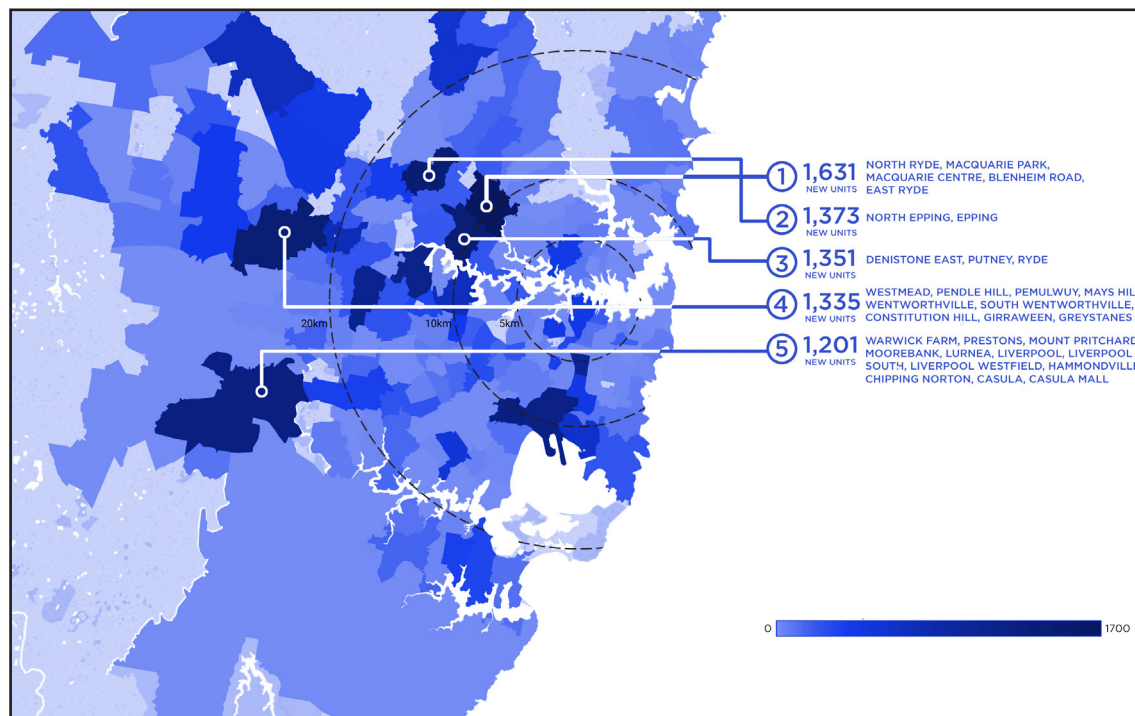 1
1,631
NEW UNITS
NORTH RYDE, MACQUARIE PARK,
MACQUARIE CENTRE, BLENHEIM ROAD,
EAST RYDE
2
1,373
NEW UNITS
NORTH EPPING, EPPING
3
1,351
NEW UNITS
DENISTONE EAST, PUTNEY, RYDE
4
1,335
NEW UNITS
WESTMEAD, PENDLE HILL, PEMULWUY, MAYS HIL
WENTWORTHVILLE, SOUTH WENTWORTHVILLE,
CONSTITUTION HILL, GIRRAWEEN, GREYSTANES
5
1,201
NEW UNITS
WARWICK FARM, PRESTONS, MOUNT PRITCHARD
MOOREBANK, LURNEA, LIVERPOOL, LIVERPOOL
SOUTH, LIVERPOOL WESTFIELD, HAMMONDVILLE
CHIPPING NORTON, CASULA, CASULA MALL
20km
10km
5km
0
1700